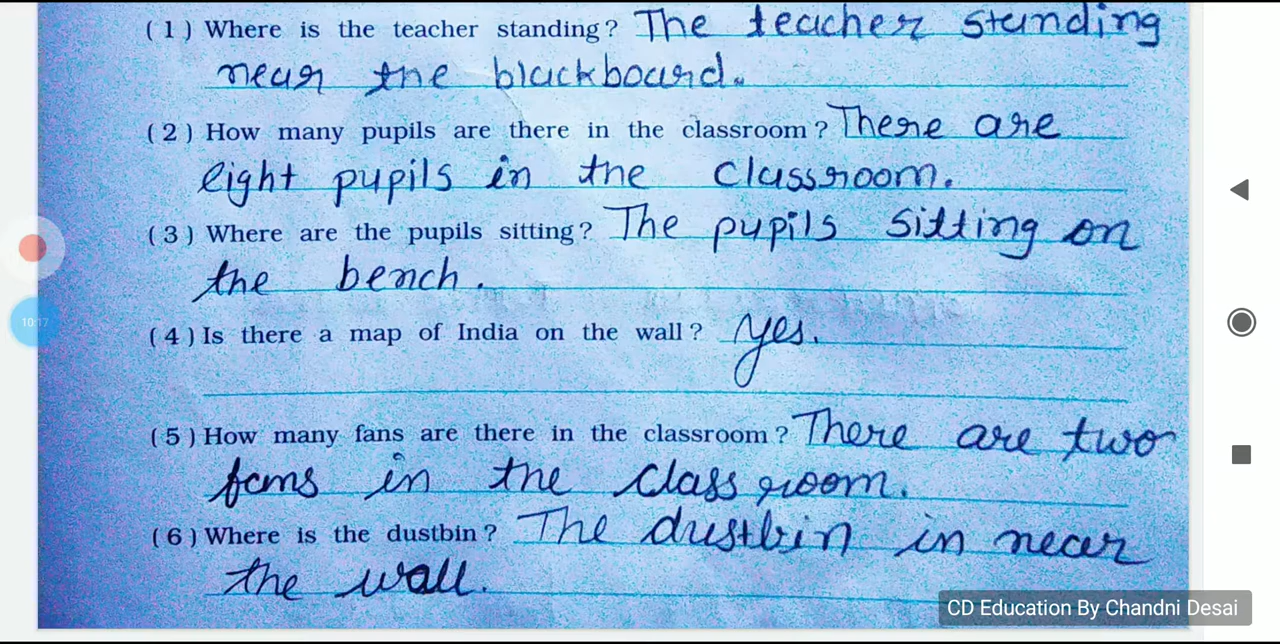 (1) Where is the teacher standing? The teacher standing
near the blackboard.
(2) How many pupils are there in the classroom? There are
eight pupils in the classroom.
(3) Where are the pupils sitting? The pupils sitting on
the bench.
(4) Is there a map of India on the wall? yes.
(5) How many fans are there in the classroom? There are two
fans in the class room.
(6) Where is the dustbin? The dustbin in near
the wall.
10:17
CD Education By Chandni Desai